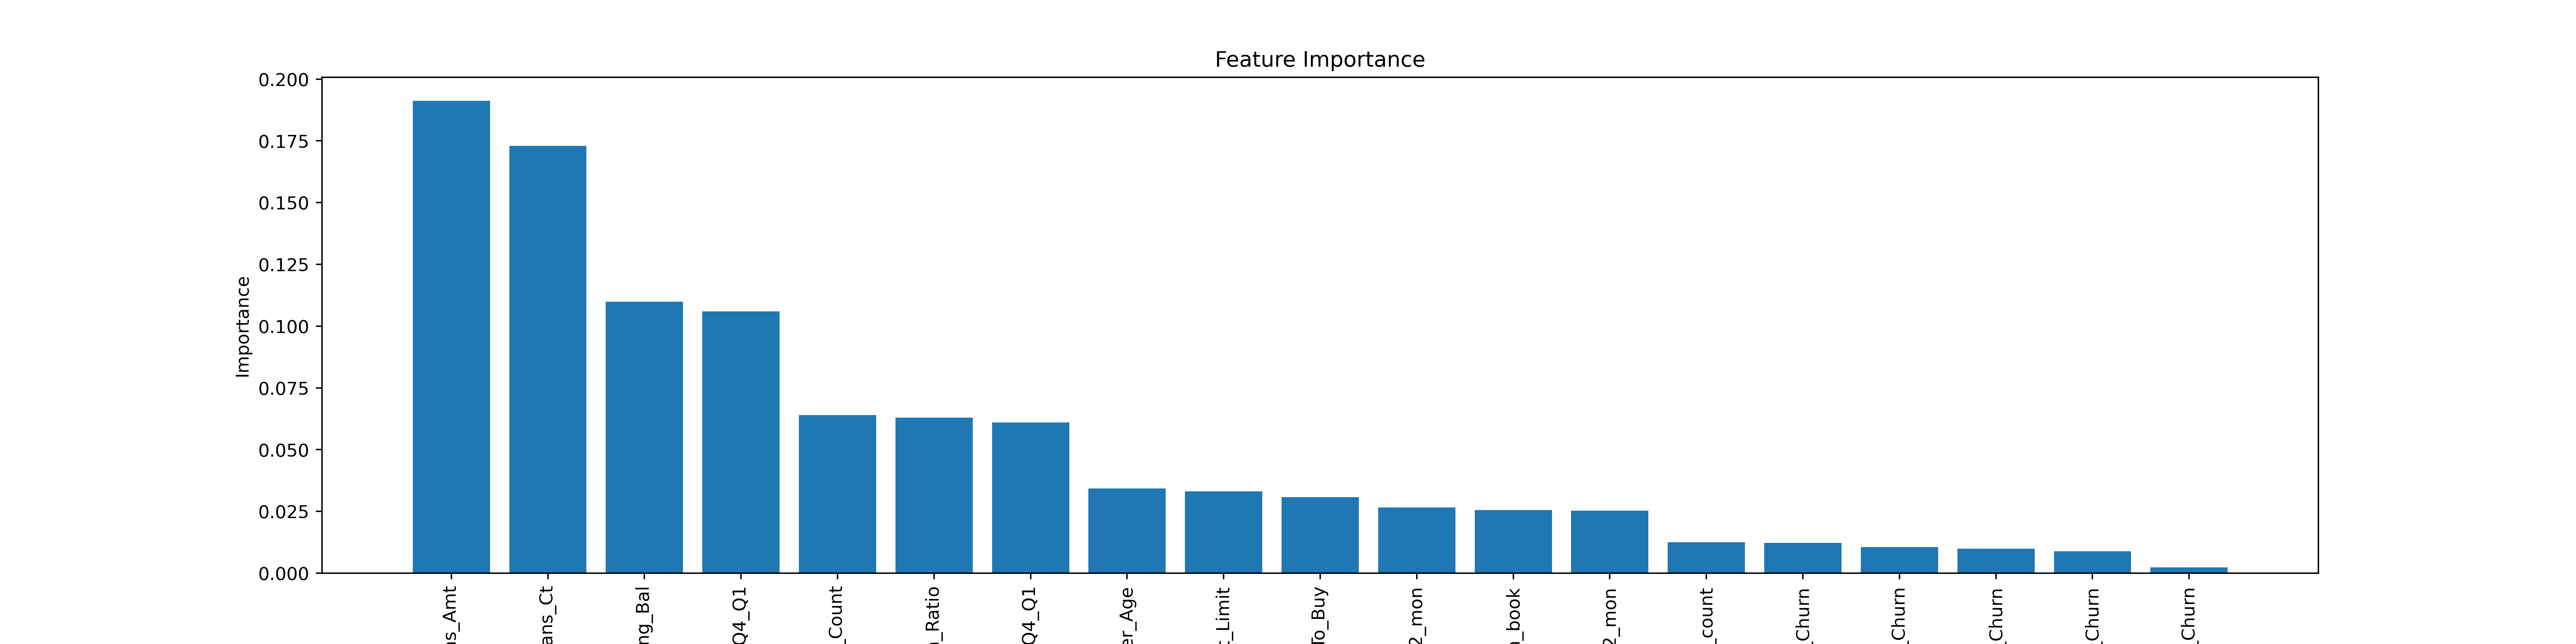 Feature Importance
Importance
0.200
0.175
0.150
0.125
0.100
0.075
0.050
0.025
0.000
ns_Amt
ans_Ct
ng_Bal
Q4_Q1
_Count
_Ratio
Q4_Q1
er_Age
_Limit
To_Buy
2_mon
_book
2_mon
_count
_Churn
_Churn
_Churn
_Churn
_Churn